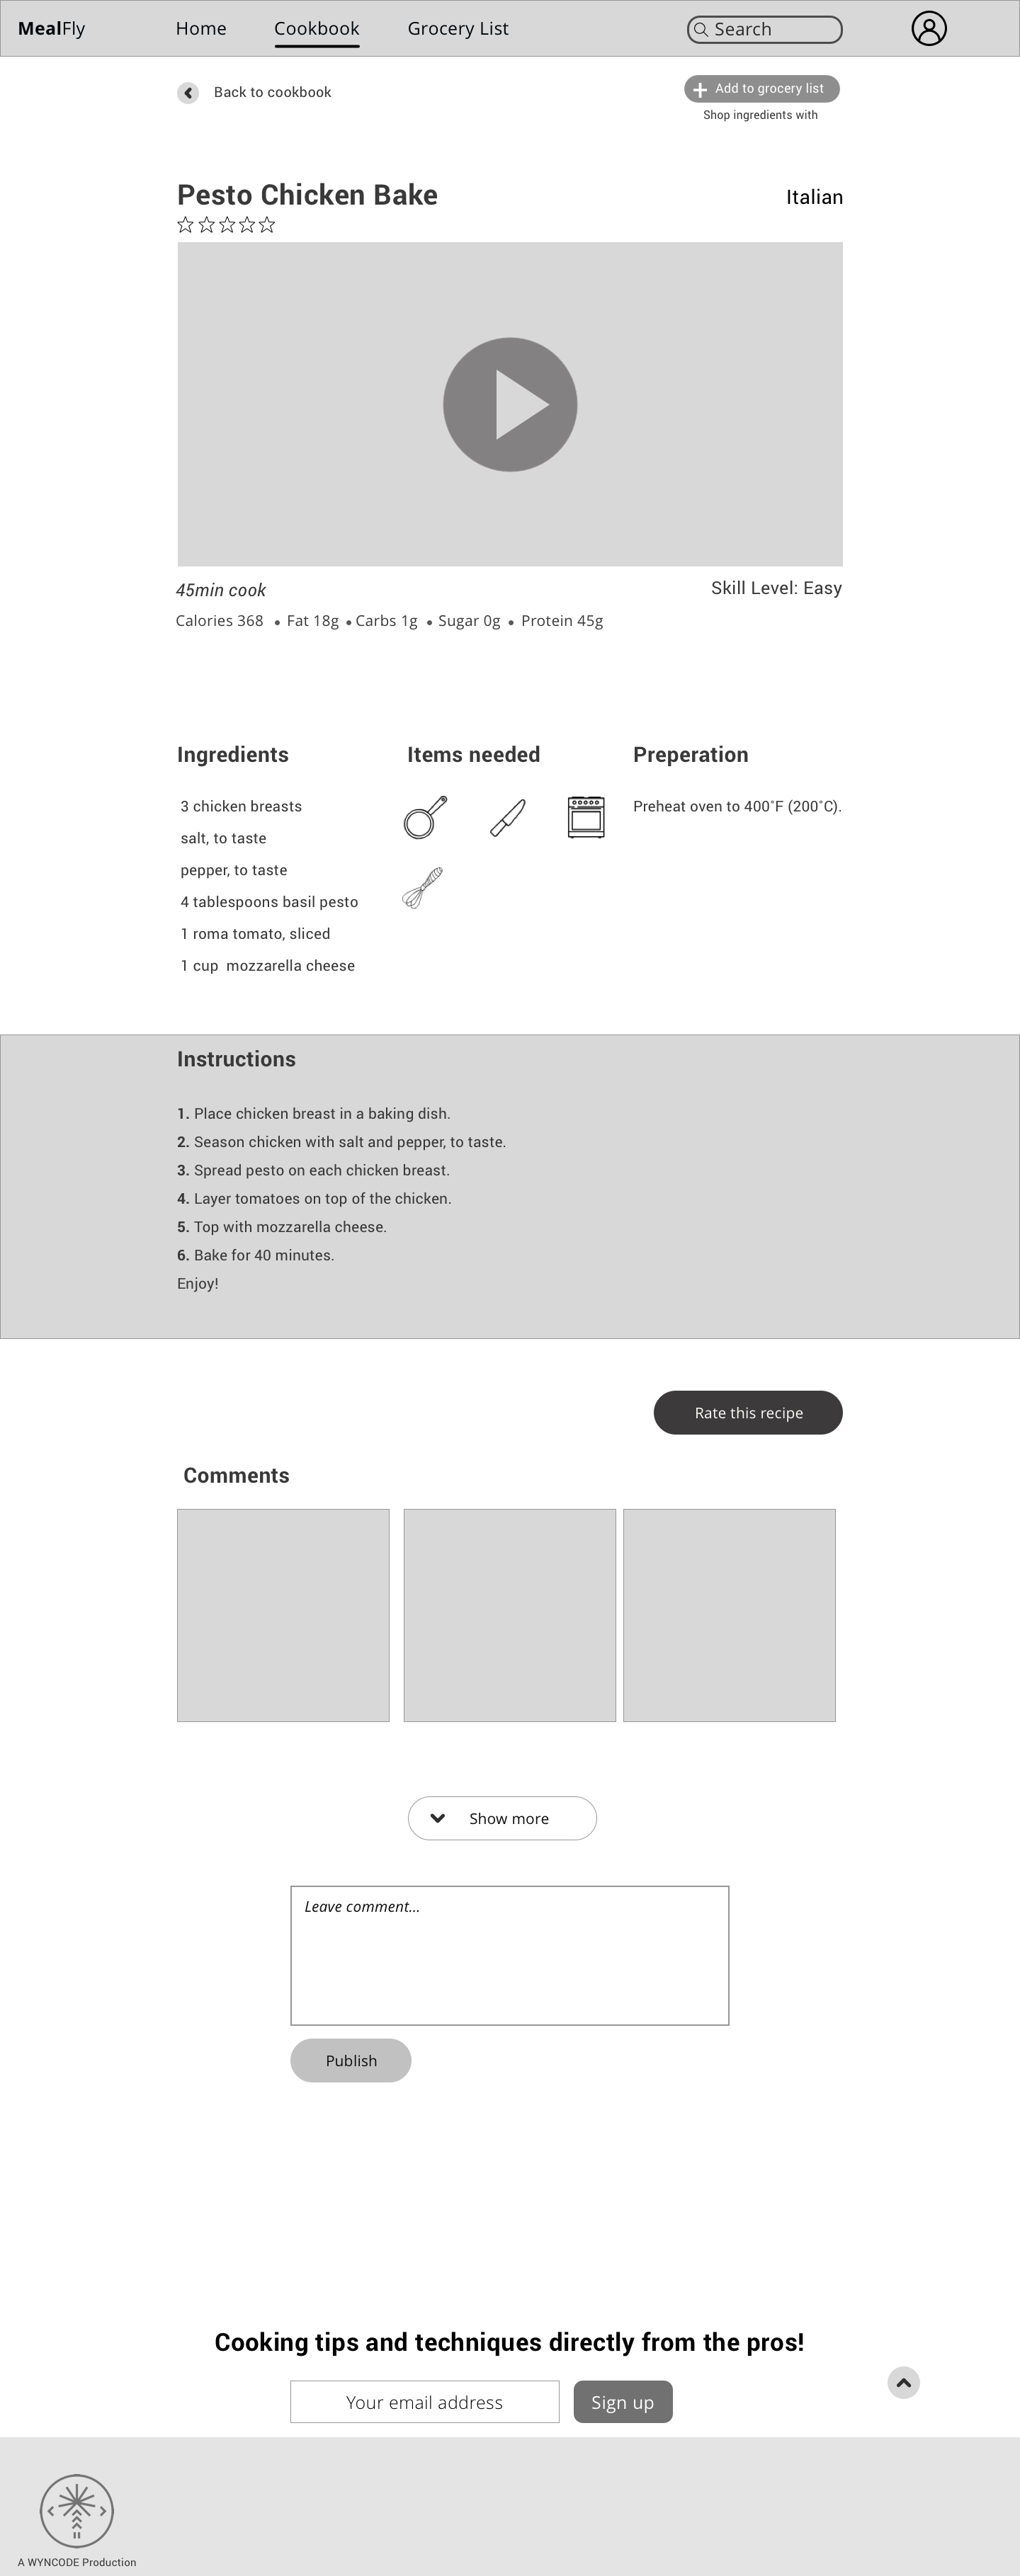 MealFly
Home
Cookbook
Grocery List
Search
Back to cookbook
Add to grocery list
Shop ingredients with
Pesto Chicken Bake
Italian
45min cook
Skill Level: Easy
Calories 368 • Fat 18g • Carbs 1g • Sugar 0g • Protein 45g
Ingredients
3 chicken breasts
salt, to taste
pepper, to taste
4 tablespoons basil pesto
1 roma tomato, sliced
1 cup  mozzarella cheese
Items needed
Preperation
Preheat oven to 400˚F (200˚C).
Instructions
1. Place chicken breast in a baking dish.
2. Season chicken with salt and pepper, to taste.
3. Spread pesto on each chicken breast.
4. Layer tomatoes on top of the chicken.
5. Top with mozzarella cheese.
6. Bake for 40 minutes.
Enjoy!
Rate this recipe
Comments
Show more
Leave comment...
Publish
Cooking tips and techniques directly from the pros!
Your email address
Sign up
A WYNCODE Production